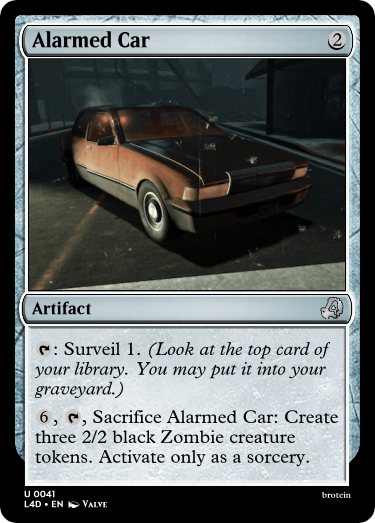 Alarmed Car 2
Artifact
: Surveil 1. (Look at the top card of
your library. You may put it into your
graveyard.)
6, , Sacrifice Alarmed Car: Create
three 2/2 black Zombie creature
tokens. Activate only as a sorcery.
U 0041
L4D • EN Valve
brotein